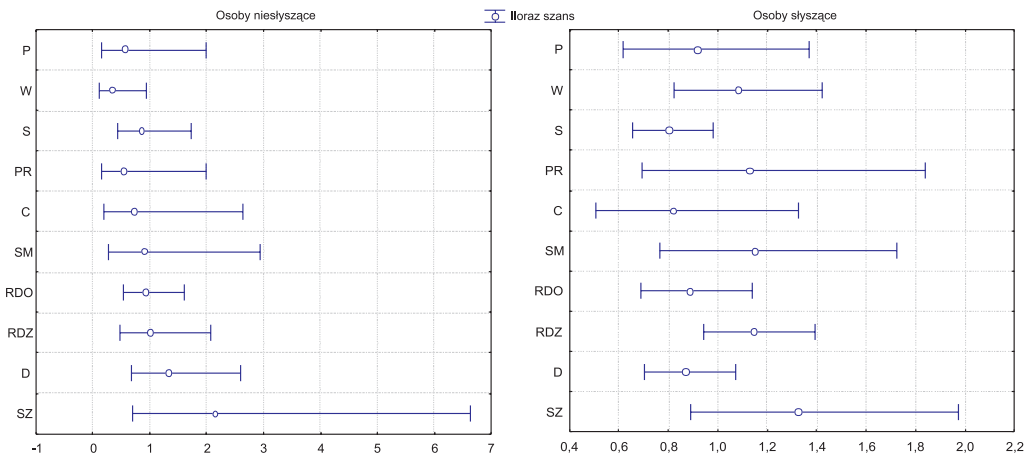 Osoby niesłyszące
Iloraz szans
Osoby słyszące
P
W
S
PR
C
SM
RDO
RDZ
D
SZ
-1 0 1 2 3 4 5 6 7
P
W
S
PR
C
SM
RDO
RDZ
D
SZ
0,4 0,6 0,8 1,0 1,2 1,4 1,6 1,8 2,0 2,2